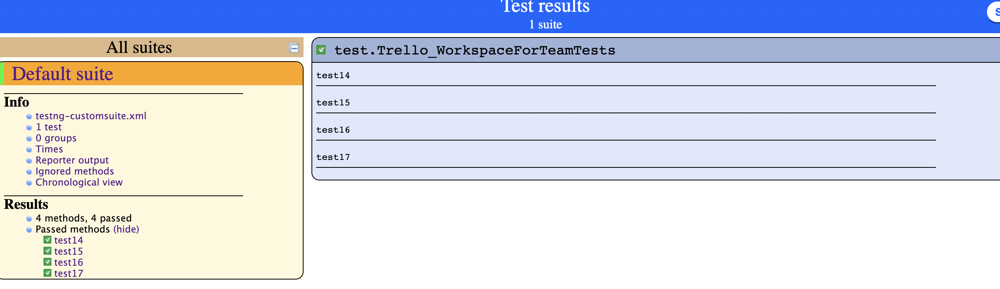 Test results
1 suite
S
All suites
Default suite
Info
testng-customsuite.xml
1 test
0 groups
Times
Reporter output
Ignored methods
Chronological view
Results
4 methods, 4 passed
Passed methods (hide)
test14
test15
test16
test17
test.Trello_WorkspaceForTeamTests
test14
test15
test16
test17